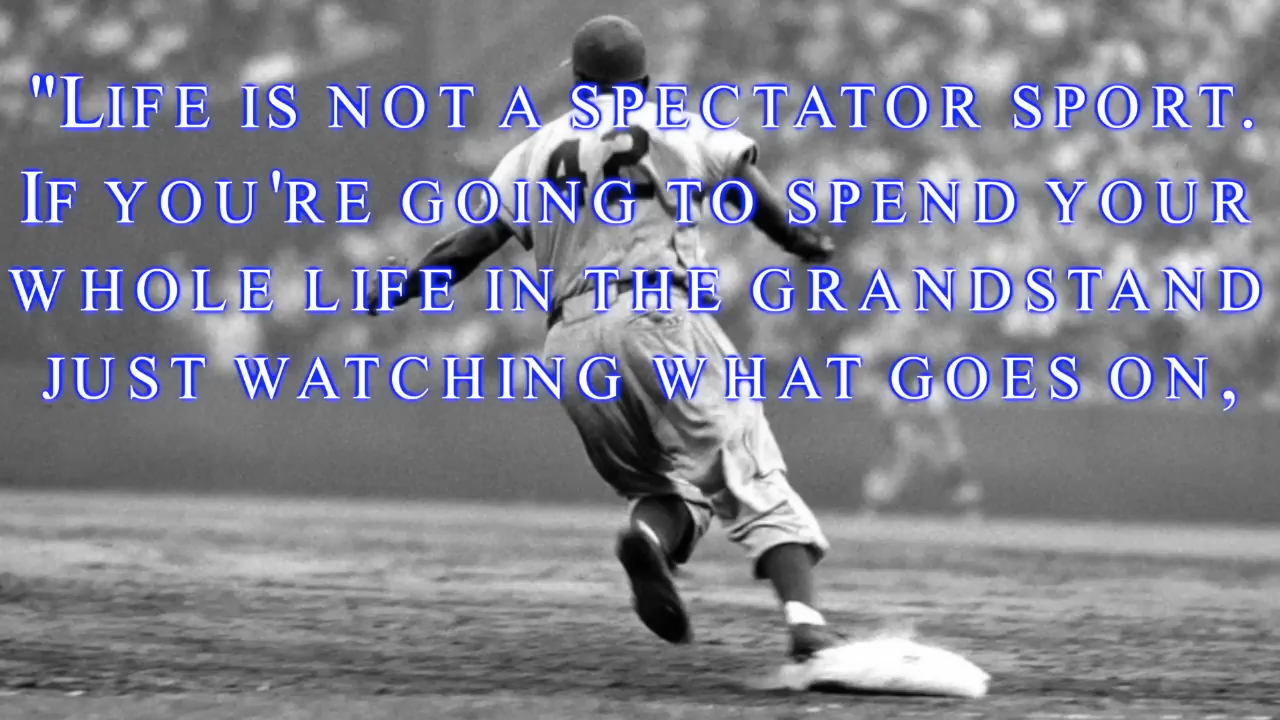 42
"Life is not a spectator sport.
If you're going to spend your
whole life in the grandstand
just watching what goes on,